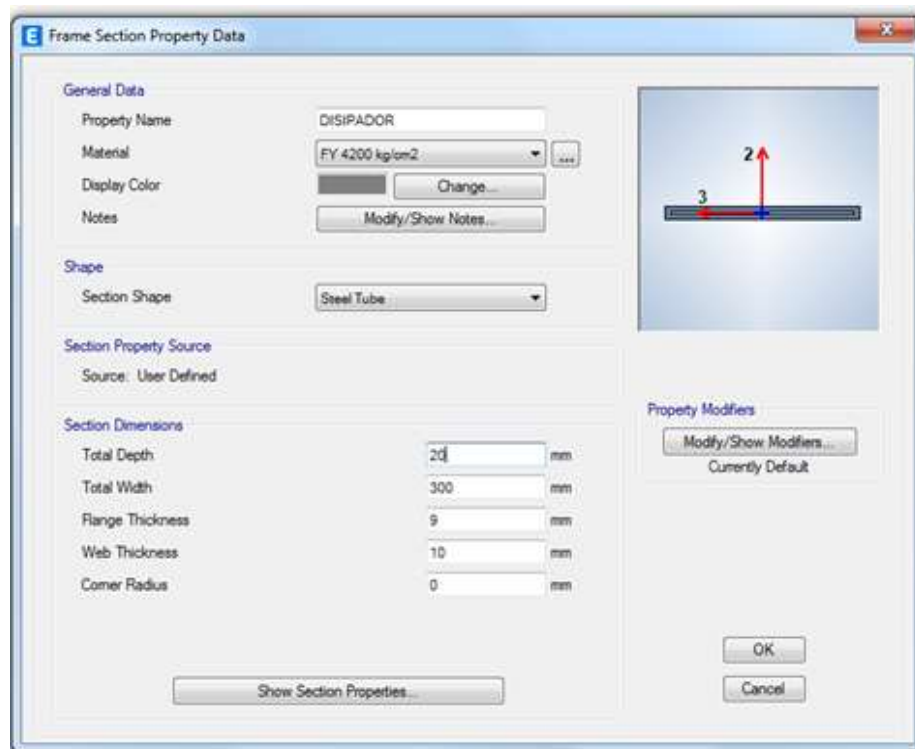 E Frame Section Property Data
General Data
Property Name DISIPADOR
Material FY 4200 kg/cm2 ...
Display Color Change...
Notes Modify/Show Notes...
2
3
Shape
Section Shape Steel Tube
Section Property Source
Source: User Defined
Property Modifiers
Modify/Show Modifiers...
Currently Default
Section Dimensions
Total Depth 20 mm
Total Width 300 mm
Flange Thickness 9 mm
Web Thickness 10 mm
Corner Radius 0 mm
Show Section Properties...
OK
Cancel